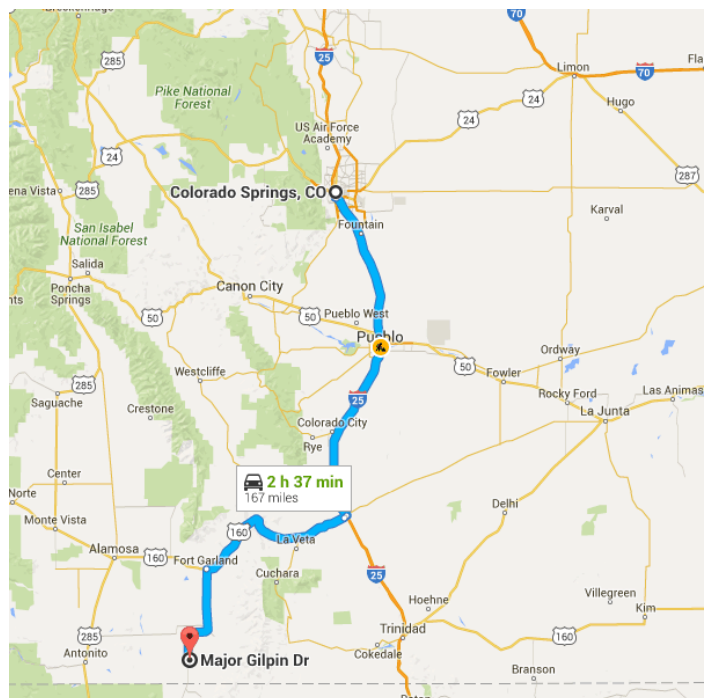 Breckenridge
285
25
70
Limon
70
Fla
Pike National
Forest
24
Hugo
US Air Force
Academy
24
24
287
ena Vista
285
Colorado Springs, CO
Karval
Fountain
San Isabel
National Forest
Salida
Poncha
Springs
nts
Canon City
50
50
Pueblo West
Pueblo
Ordway
50
Fowler
285
Westcliffe
Rocky Ford
Las Animas
Saguache
25
La Junta
Crestone
Colorado City
Rye
2 h 37 min
167 miles
Center
Norte
Delhi
Monte Vista
160
La Veta
Alamosa
160
Fort Garland
Cuchara
25
Hoehne
Villegreen
Kim
Trinidad
285
160
Antonito
Major Gilpin Dr
Cokedale
Branson